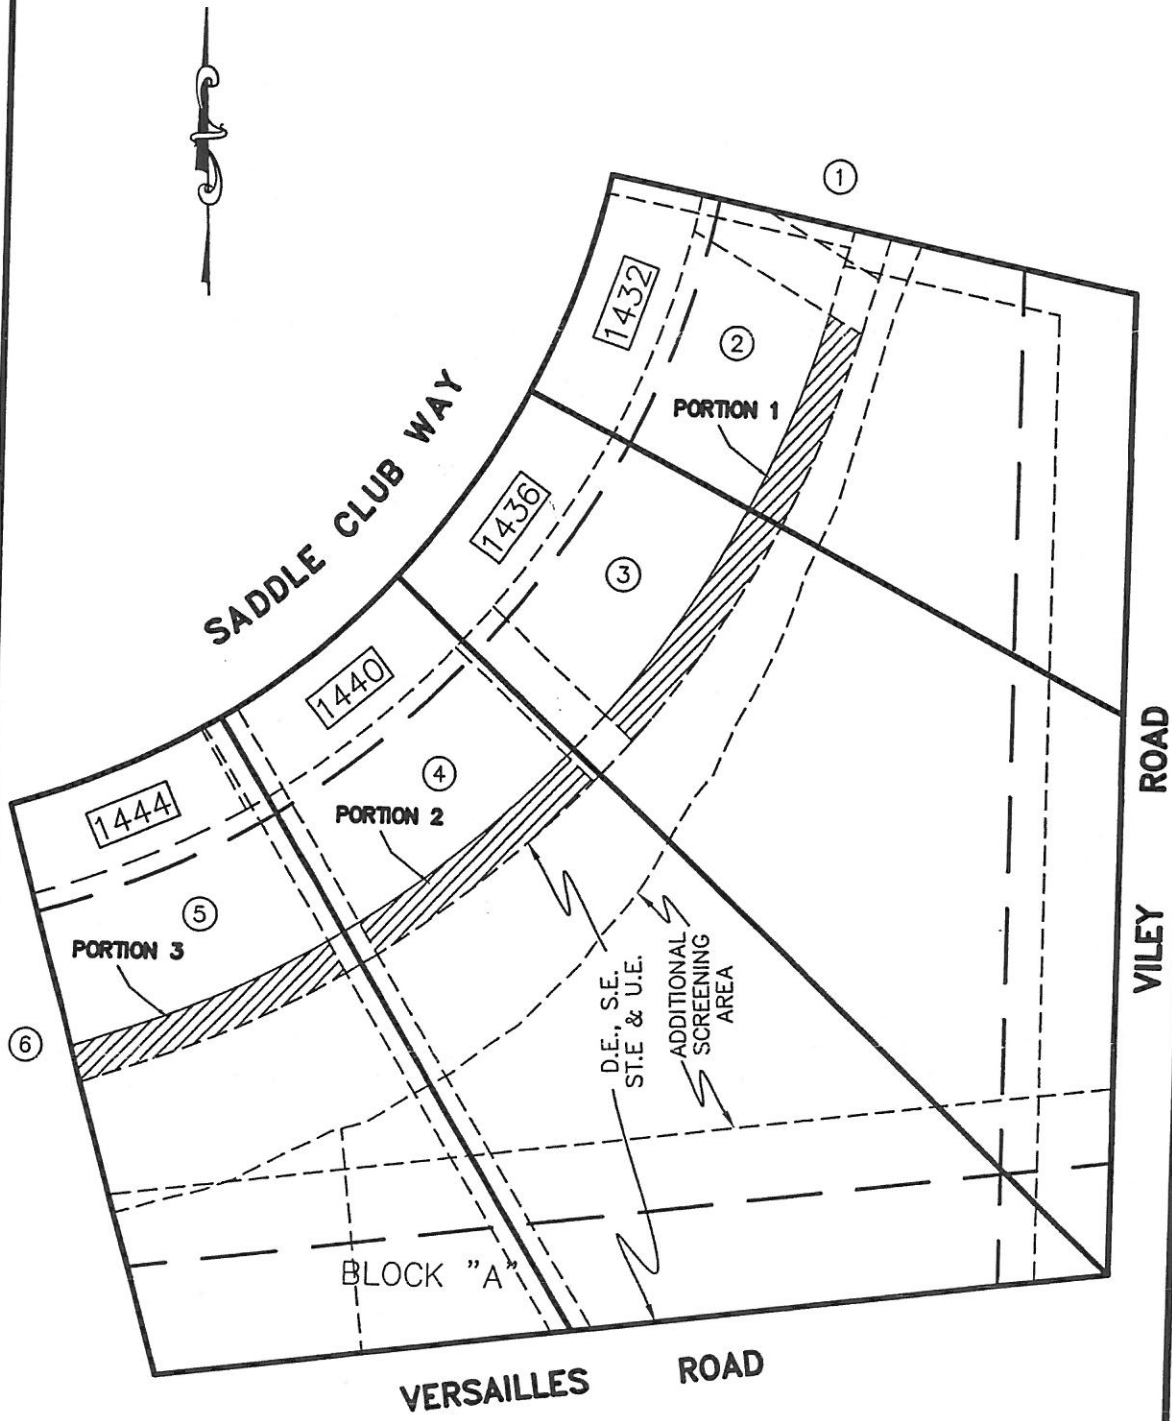 1
1432
2
PORTION 1
SADDLE CLUB WAY
1436
3
1440
4
PORTION 2
1444
5
PORTION 3
6
D.E., S.E.
ST.E & U.E.
ADDITIONAL
SCREENING
AREA
VILEY ROAD
BLOCK "A"
VERSAILLES ROAD